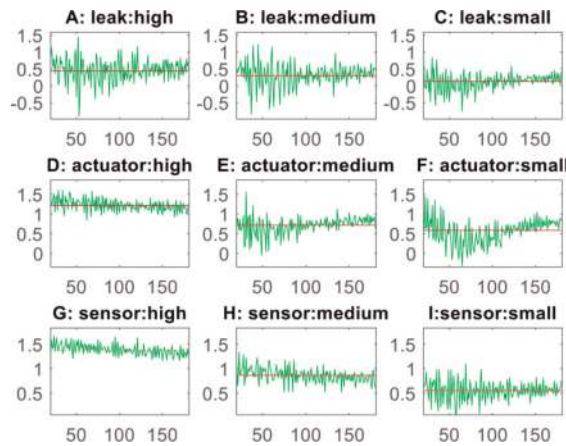 A: leak:high
B: leak:medium
C: leak:small
1.5
1
0.5
0
-0.5
1.5
1
0.5
0
-0.5
1.5
1
0.5
0
-0.5
50 100 150
50 100 150
50 100 150
D: actuator:high
E: actuator:medium
F: actuator:small
1.5
1
0.5
0
1.5
1
0.5
0
1.5
1
0.5
0
50 100 150
50 100 150
50 100 150
G: sensor:high
H: sensor:medium
I:sensor:small
1.5
1
0.5
1.5
1
0.5
1.5
1
0.5
50 100 150
50 100 150
50 100 150